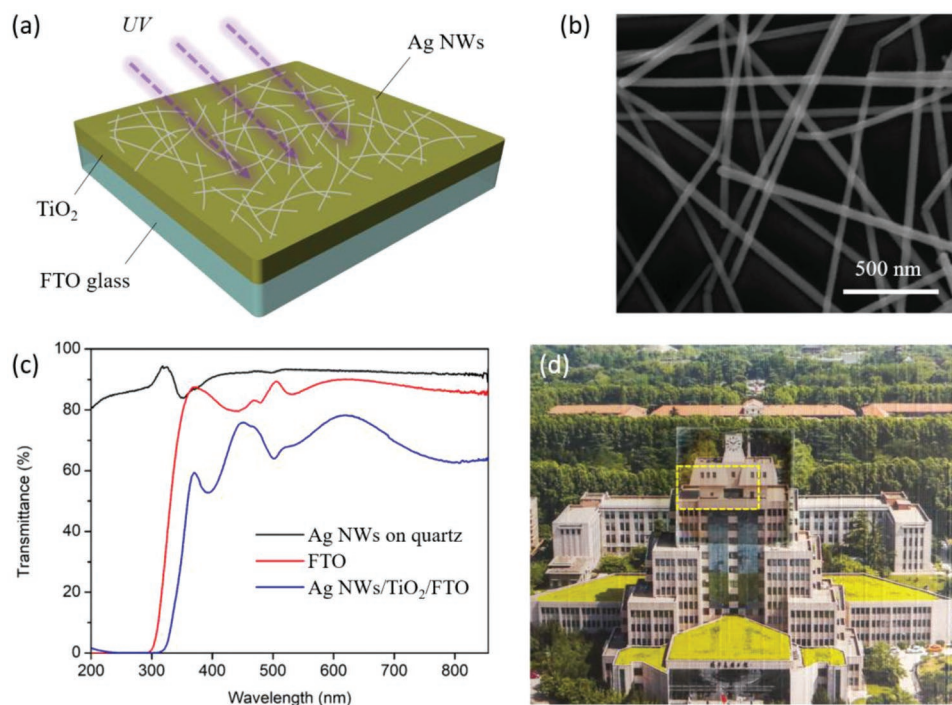 (a)
UV
Ag NWs
TiO₂
FTO glass
(b)
500 nm
(c)
100
80
60
40
20
0
Transmittance (%)
Ag NWs on quartz
FTO
Ag NWs/TiO₂/FTO
200 300 400 500 600 700 800
Wavelength (nm)
(d)